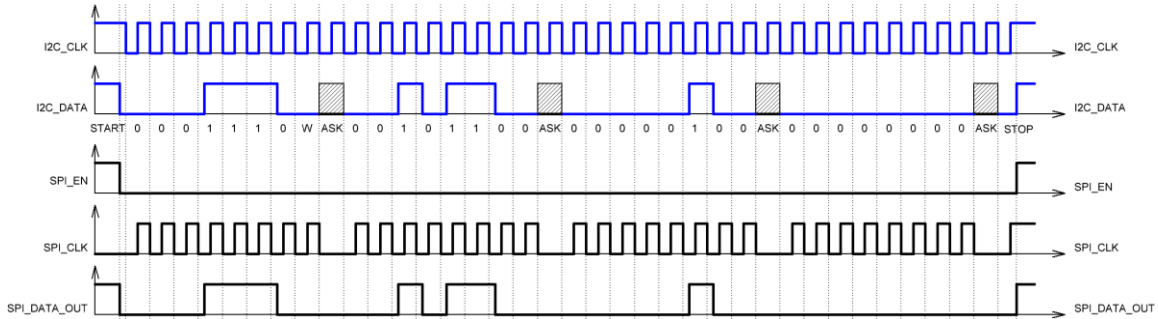 I2C_CLK I2C_CLK
I2C_DATA I2C_DATA
START 0 0 0 1 1 1 0 W ASK 0 0 1 0 1 1 0 0 ASK 0 0 0 0 0 1 0 0 ASK 0 0 0 0 0 0 0 0 ASK STOP
SPI_EN SPI_EN
SPI_CLK SPI_CLK
SPI_DATA_OUT SPI_DATA_OUT